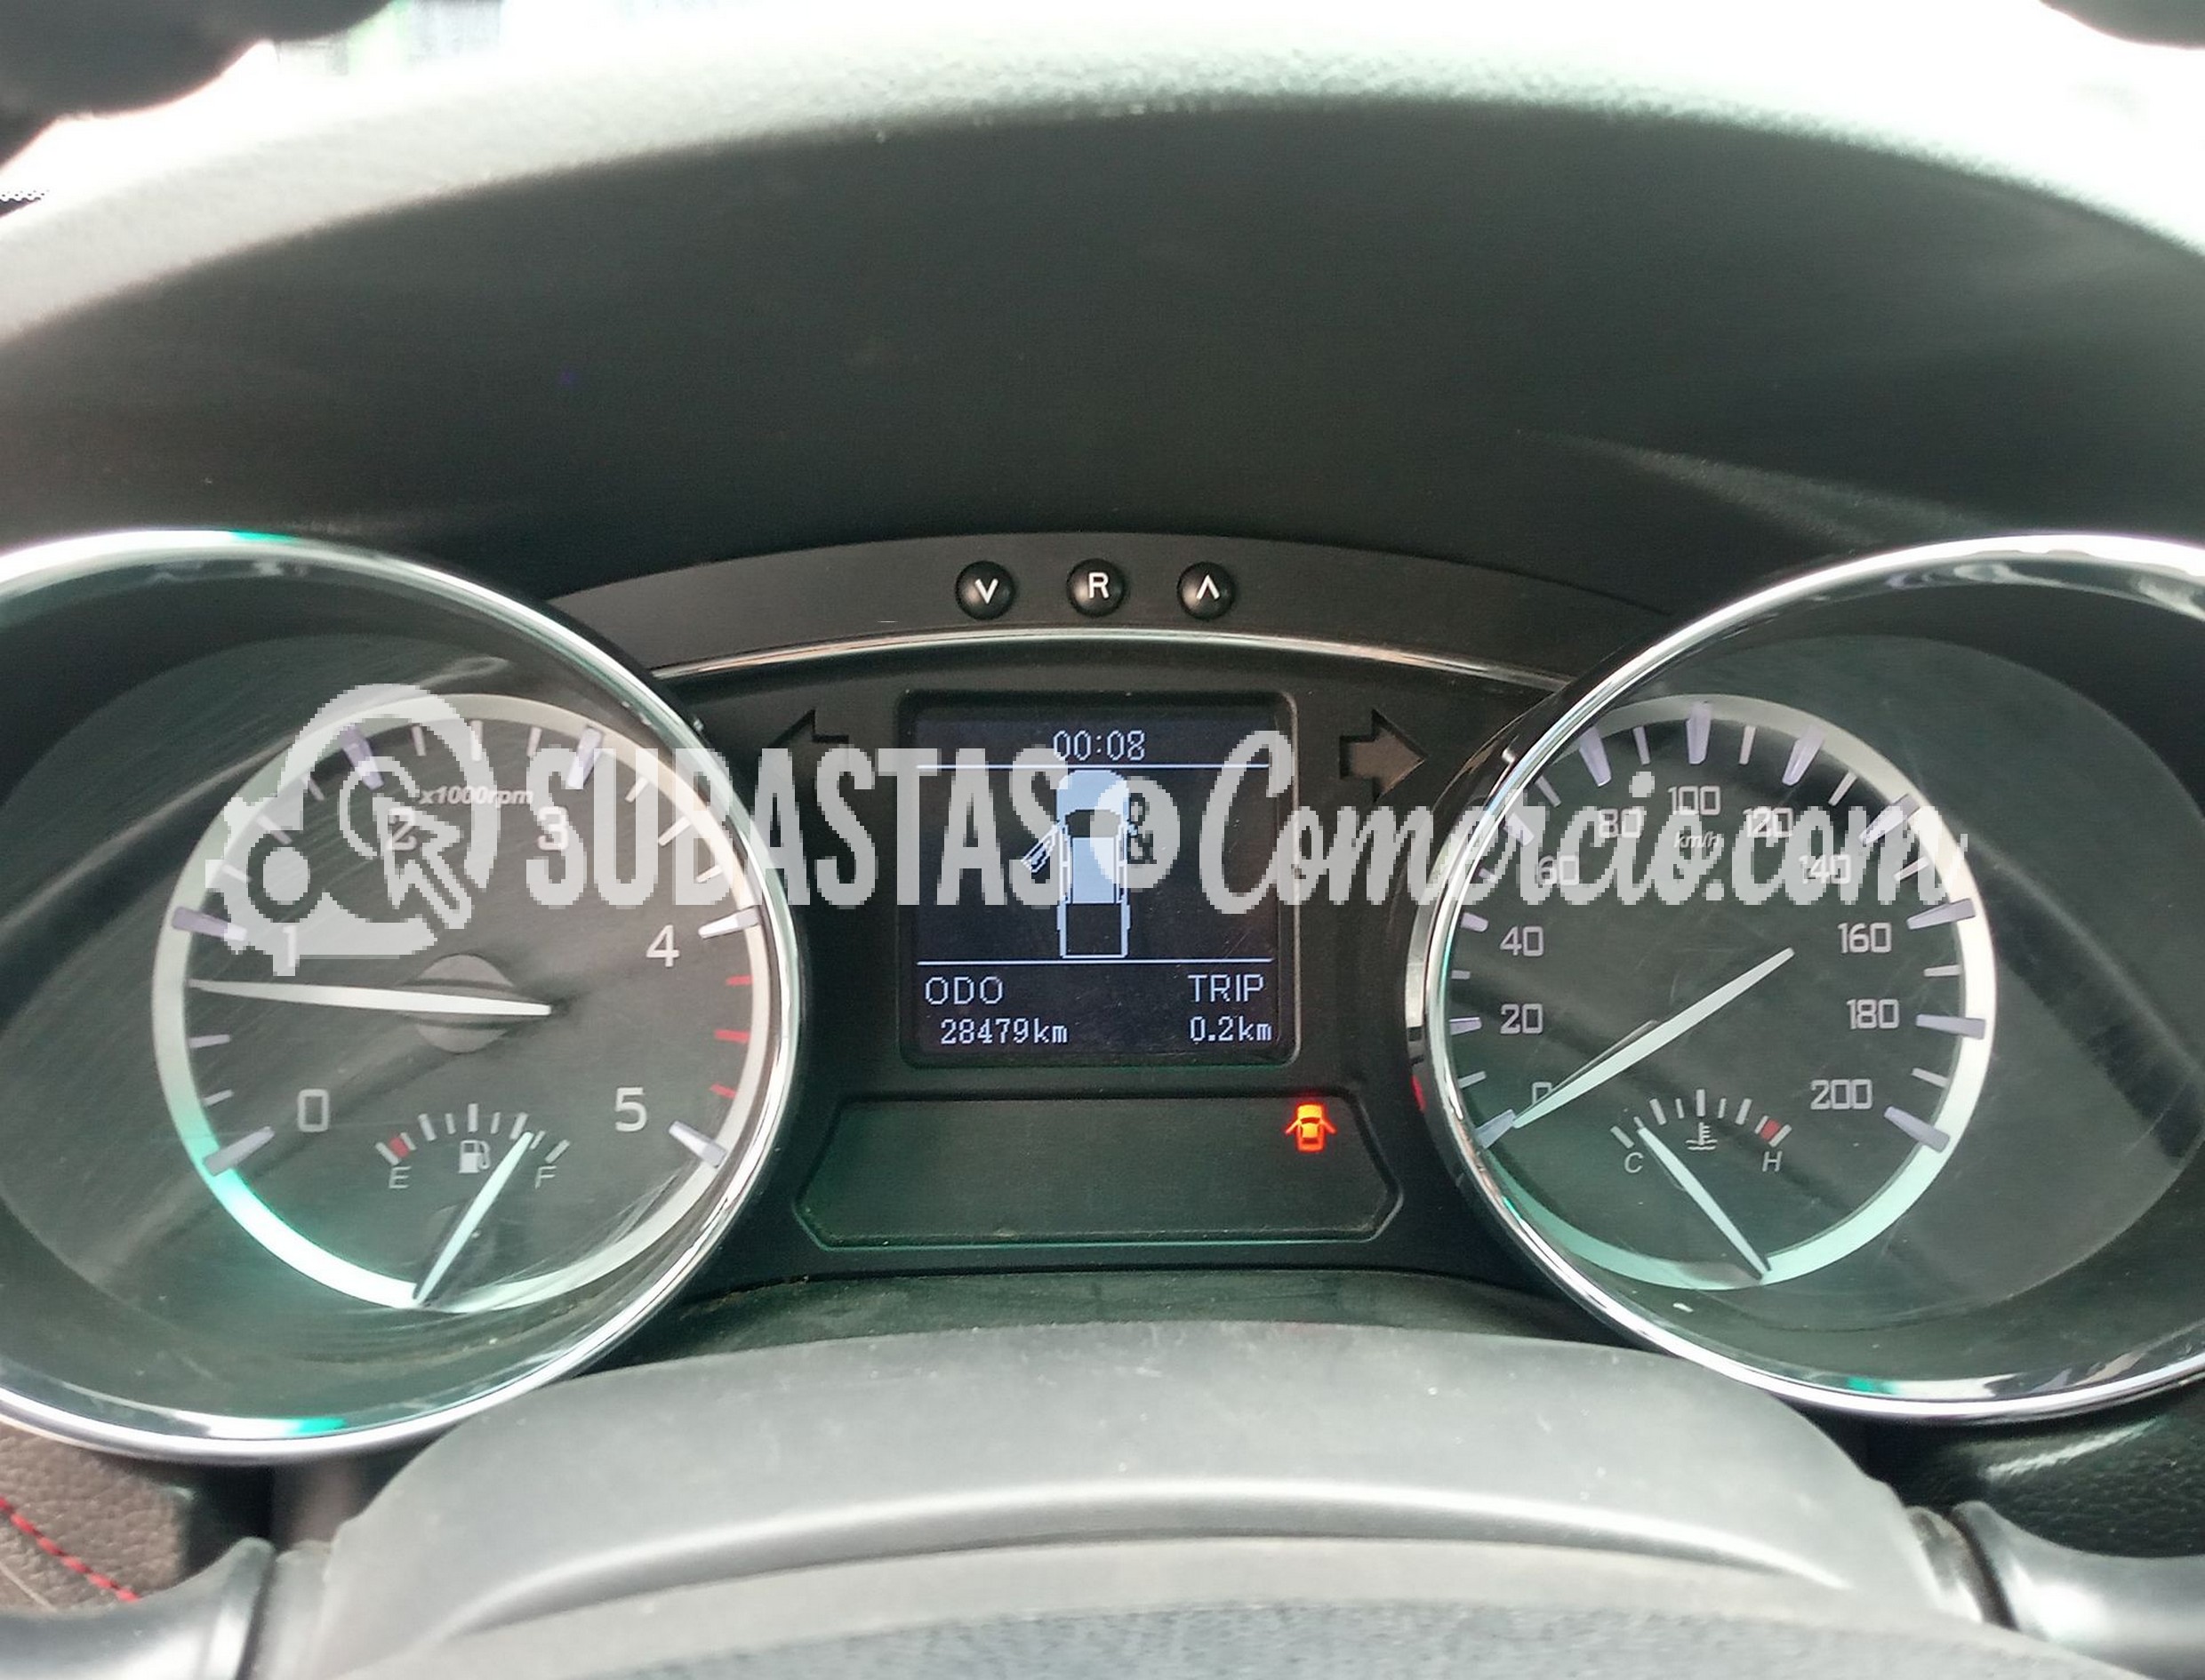 V R Λ
00:08
SUBASTAS&Comercio.com
x1000rpm
0 1 2 3 4 5
E F
ODO TRIP
28479km 0.2km
km/h
0 20 40 60 80 100 120 140 160 180 200
C H